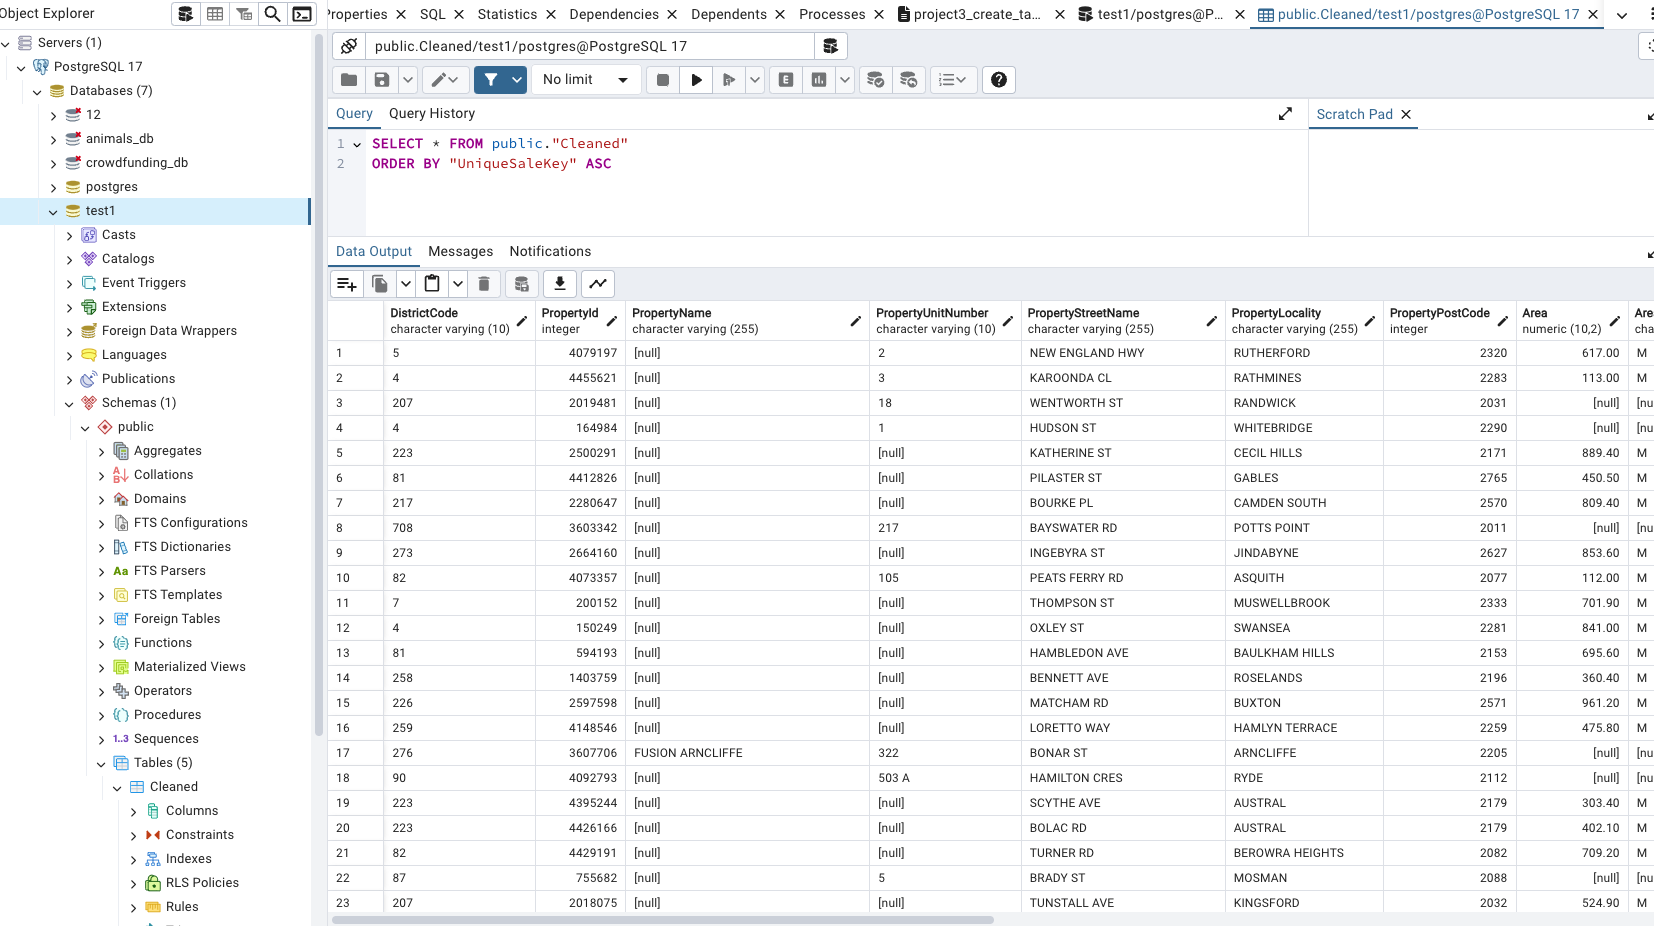 Object Explorer
Properties SQL Statistics Dependencies Dependents Processes project3_create_ta... test1/postgres@P... public.Cleaned/test1/postgres@PostgreSQL 17
Servers (1)
PostgreSQL 17
Databases (7)
12
animals_db
crowdfunding_db
postgres
test1
Casts
Catalogs
Event Triggers
Extensions
Foreign Data Wrappers
Languages
Publications
Schemas (1)
public
Aggregates
Collations
Domains
FTS Configurations
FTS Dictionaries
Aa FTS Parsers
FTS Templates
Foreign Tables
Functions
Materialized Views
Operators
Procedures
1..3 Sequences
Tables (5)
Cleaned
Columns
Constraints
Indexes
RLS Policies
Rules
public.Cleaned/test1/postgres@PostgreSQL 17
No limit
Query Query History
Scratch Pad
1 SELECT * FROM public."Cleaned"
2 ORDER BY "UniqueSaleKey" ASC
Data Output Messages Notifications
DistrictCode PropertyId PropertyName PropertyUnitNumber PropertyStreetName PropertyLocality PropertyPostCode Area Are
character varying (10) integer character varying (255) character varying (10) character varying (255) character varying (255) integer numeric (10,2) cha
1 5 4079197 [null] 2 NEW ENGLAND HWY RUTHERFORD 2320 617.00 M
2 4 4455621 [null] 3 KAROONDA CL RATHMINES 2283 113.00 M
3 207 2019481 [null] 18 WENTWORTH ST RANDWICK 2031 [null] [nu
4 4 164984 [null] 1 HUDSON ST WHITEBRIDGE 2290 [null] [nu
5 223 2500291 [null] [null] KATHERINE ST CECIL HILLS 2171 889.40 M
6 81 4412826 [null] [null] PILASTER ST GABLES 2765 450.50 M
7 217 2280647 [null] [null] BOURKE PL CAMDEN SOUTH 2570 809.40 M
8 708 3603342 [null] 217 BAYSWATER RD POTTS POINT 2011 [null] [nu
9 273 2664160 [null] [null] INGEBYRA ST JINDABYNE 2627 853.60 M
10 82 4073357 [null] 105 PEATS FERRY RD ASQUITH 2077 112.00 M
11 7 200152 [null] [null] THOMPSON ST MUSWELLBROOK 2333 701.90 M
12 4 150249 [null] [null] OXLEY ST SWANSEA 2281 841.00 M
13 81 594193 [null] [null] HAMBLEDON AVE BAULKHAM HILLS 2153 695.60 M
14 258 1403759 [null] [null] BENNETT AVE ROSELANDS 2196 360.40 M
15 226 2597598 [null] [null] MATCHAM RD BUXTON 2571 961.20 M
16 259 4148546 [null] [null] LORETTO WAY HAMLYN TERRACE 2259 475.80 M
17 276 3607706 FUSION ARNCLIFFE 322 BONAR ST ARNCLIFFE 2205 [null] [nu
18 90 4092793 [null] 503 A HAMILTON CRES RYDE 2112 [null] [nu
19 223 4395244 [null] [null] SCYTHE AVE AUSTRAL 2179 303.40 M
20 223 4426166 [null] [null] BOLAC RD AUSTRAL 2179 402.10 M
21 82 4429191 [null] [null] TURNER RD BEROWRA HEIGHTS 2082 709.20 M
22 87 755682 [null] 5 BRADY ST MOSMAN 2088 [null] [nu
23 207 2018075 [null] [null] TUNSTALL AVE KINGSFORD 2032 524.90 M